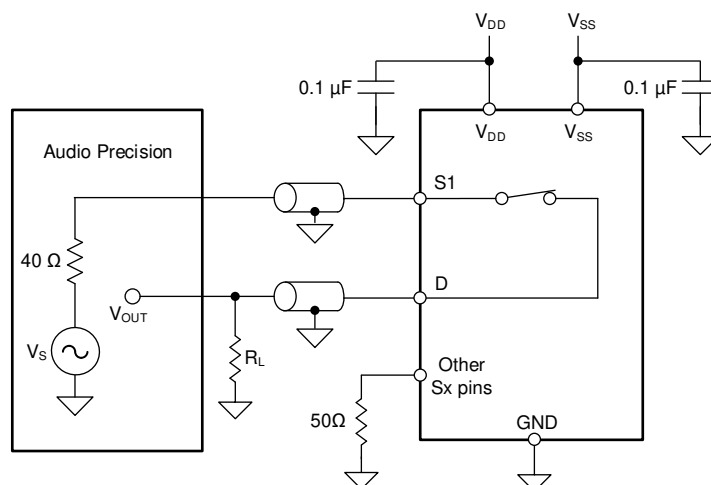 V_DD
V_SS
0.1 µF
0.1 µF
V_DD
V_SS
Audio Precision
S1
40 Ω
D
V_OUT
V_S
R_L
Other
Sx pins
50Ω
GND